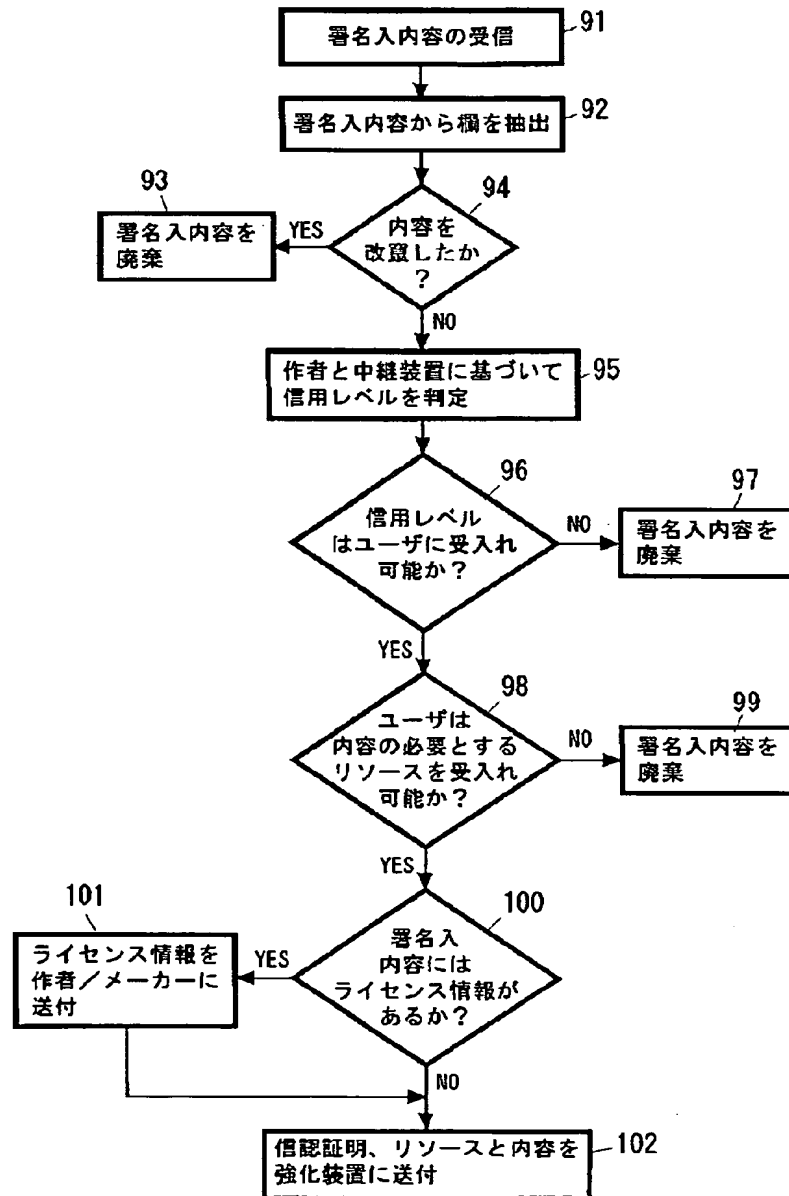 署名入内容の受信
91
署名入内容から欄を抽出
92
93
署名入内容を
廃棄
YES
94
内容を
改竄したか
？
NO
作者と中継装置に基づいて
信用レベルを判定
95
96
信用レベル
はユーザに受入れ
可能か？
NO
97
署名入内容を
廃棄
YES
98
ユーザは
内容の必要とする
リソースを受入れ
可能か？
NO
99
署名入内容を
廃棄
YES
100
署名入
内容には
ライセンス情報が
あるか？
YES
101
ライセンス情報を
作者／メーカーに
送付
NO
信認証明、リソースと内容を
強化装置に送付
102